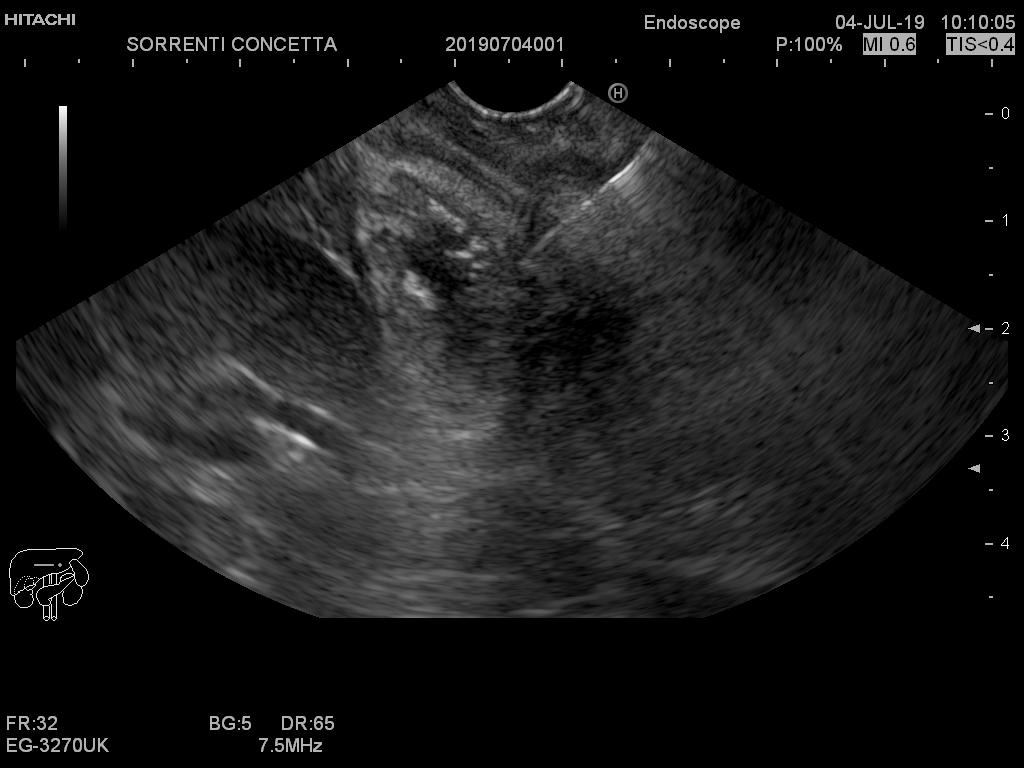 HITACHI
Endoscope 04-JUL-19 10:10:05
SORRENTI CONCETTA 20190704001 P:100% MI 0.6 TIS<0.4
H
0
1
2
3
4
FR:32 BG:5 DR:65
EG-3270UK 7.5MHz